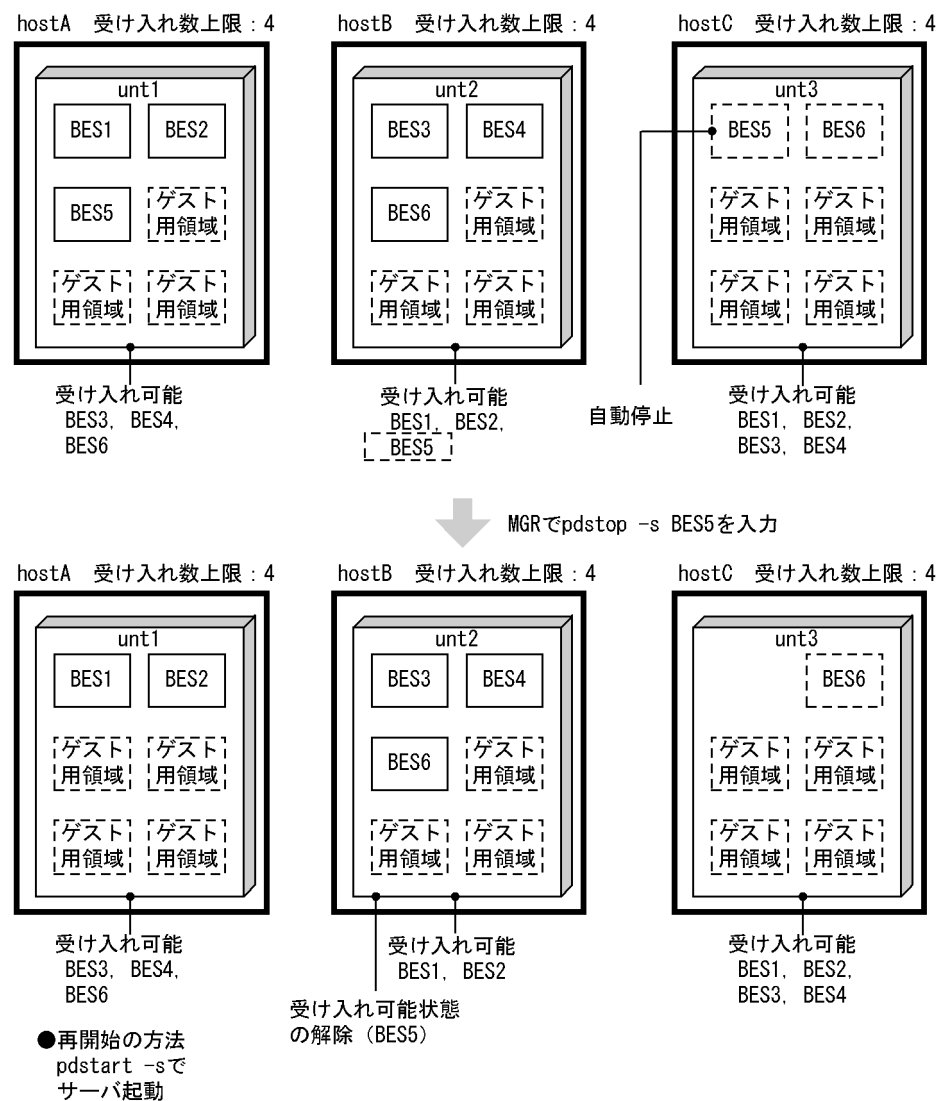 hostA　受け入れ数上限：4
unt1
BES1
BES2
BES5
ゲスト
用領域
ゲスト
用領域
ゲスト
用領域
受け入れ可能
BES3，BES4，
BES6
hostB　受け入れ数上限：4
unt2
BES3
BES4
BES6
ゲスト
用領域
ゲスト
用領域
ゲスト
用領域
受け入れ可能
BES1，BES2，
BES5
hostC　受け入れ数上限：4
unt3
BES5
BES6
ゲスト
用領域
ゲスト
用領域
ゲスト
用領域
ゲスト
用領域
自動停止
受け入れ可能
BES1，BES2，
BES3，BES4
MGRでpdstop -s BES5を入力
hostA　受け入れ数上限：4
unt1
BES1
BES2
ゲスト
用領域
ゲスト
用領域
ゲスト
用領域
ゲスト
用領域
受け入れ可能
BES3，BES4，
BES6
hostB　受け入れ数上限：4
unt2
BES3
BES4
BES6
ゲスト
用領域
ゲスト
用領域
ゲスト
用領域
受け入れ可能
BES1，BES2
受け入れ可能状態
の解除（BES5）
hostC　受け入れ数上限：4
unt3
BES6
ゲスト
用領域
ゲスト
用領域
ゲスト
用領域
ゲスト
用領域
受け入れ可能
BES1，BES2，
BES3，BES4
●再開始の方法
pdstart -sで
サーバ起動